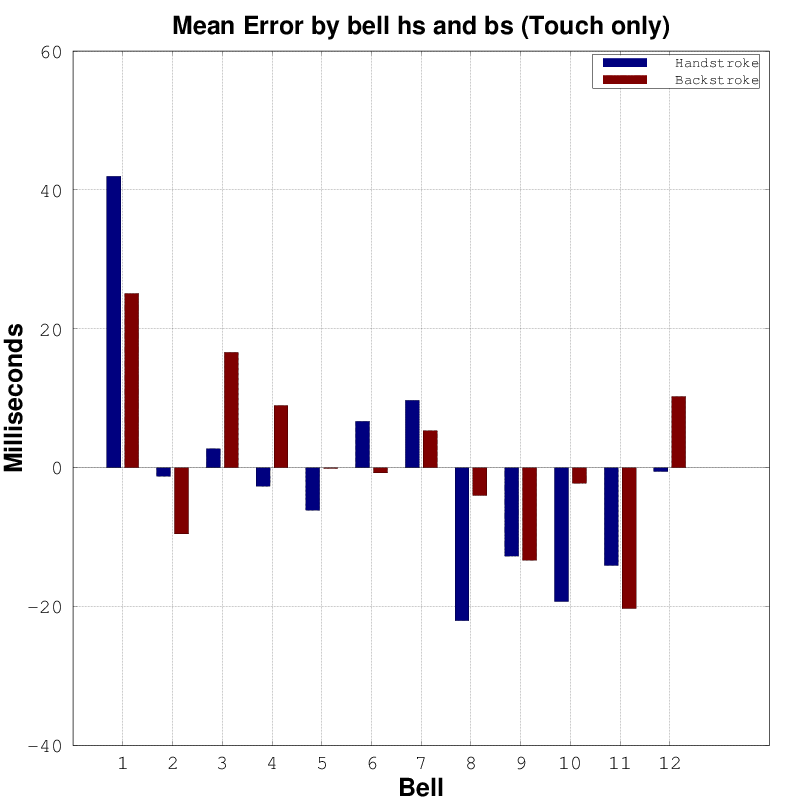 Mean Error by bell hs and bs (Touch only)
Handstroke
Backstroke
60
40
20
0
-20
-40
Milliseconds
1 2 3 4 5 6 7 8 9 10 11 12
Bell